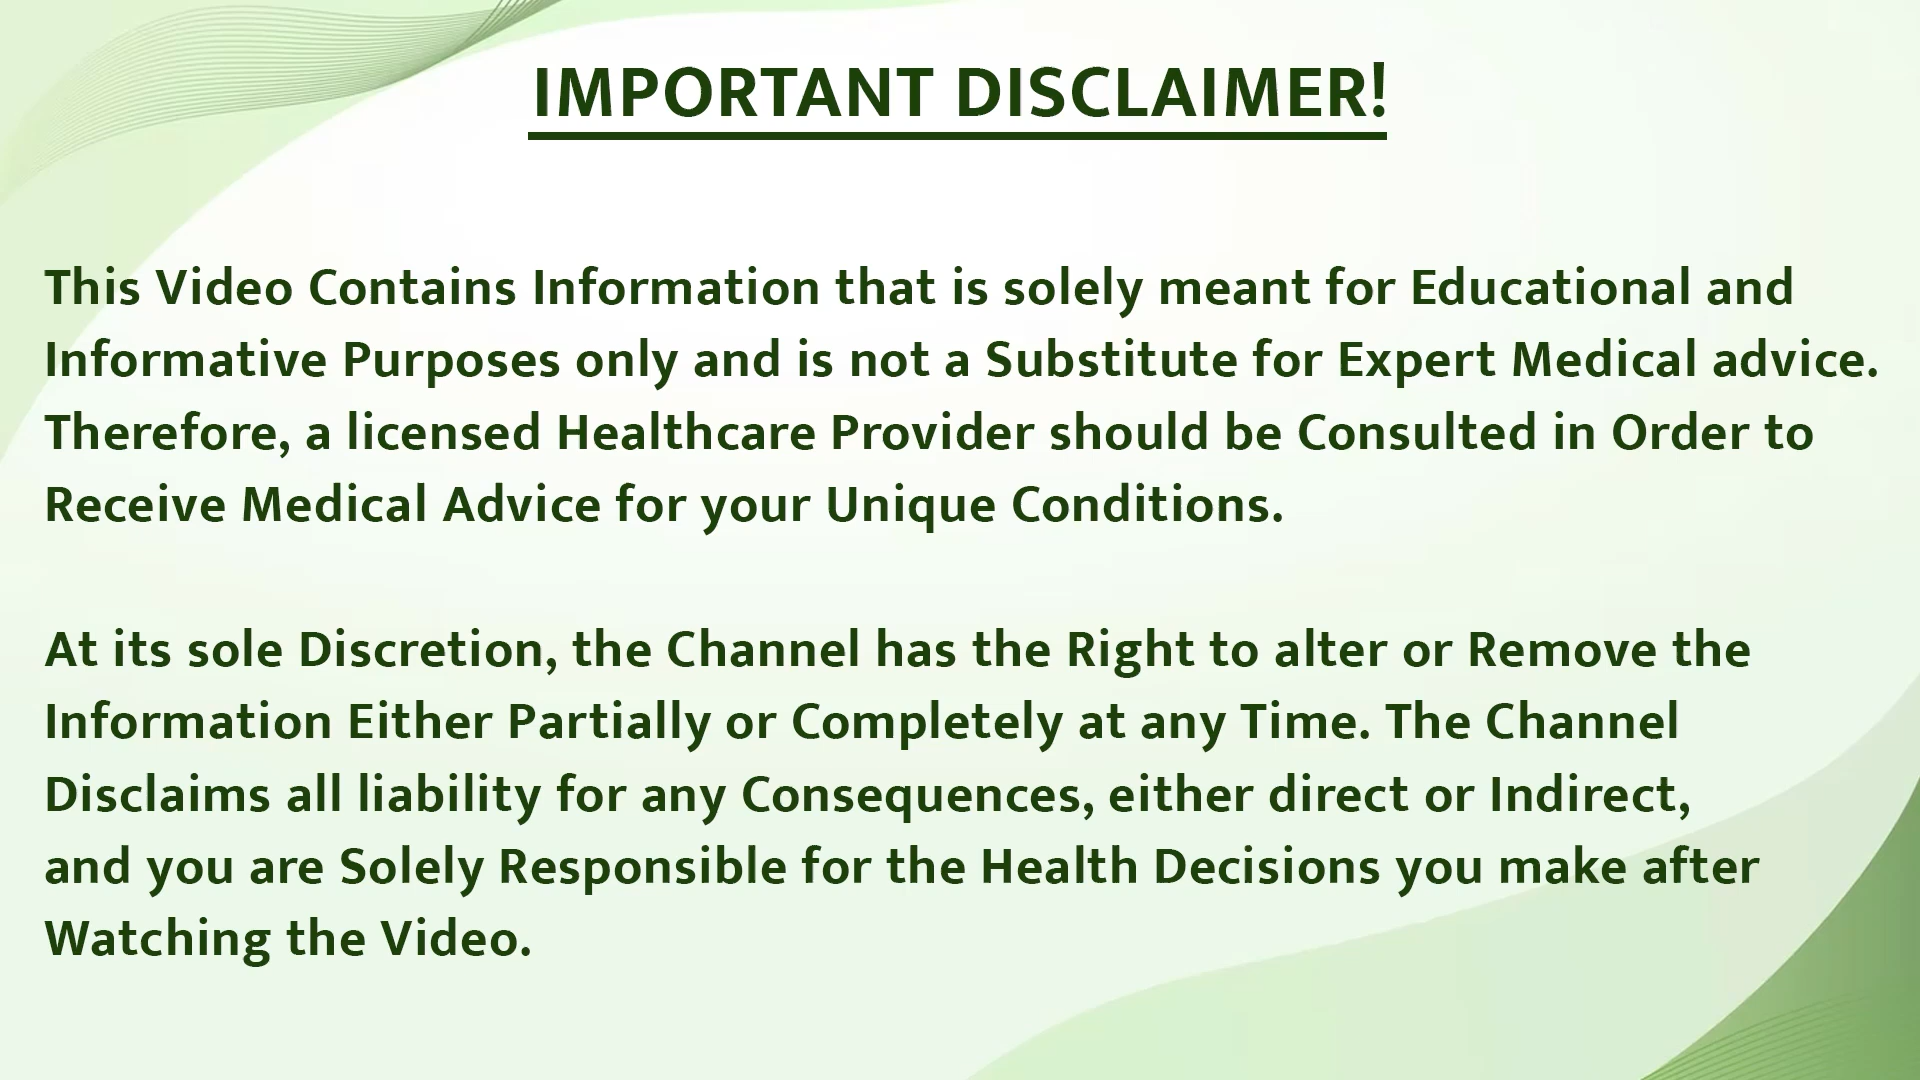 IMPORTANT DISCLAIMER!
This Video Contains Information that is solely meant for Educational and
Informative Purposes only and is not a Substitute for Expert Medical advice.
Therefore, a licensed Healthcare Provider should be Consulted in Order to
Receive Medical Advice for your Unique Conditions.
At its sole Discretion, the Channel has the Right to alter or Remove the
Information Either Partially or Completely at any Time. The Channel
Disclaims all liability for any Consequences, either direct or Indirect,
and you are Solely Responsible for the Health Decisions you make after
Watching the Video.